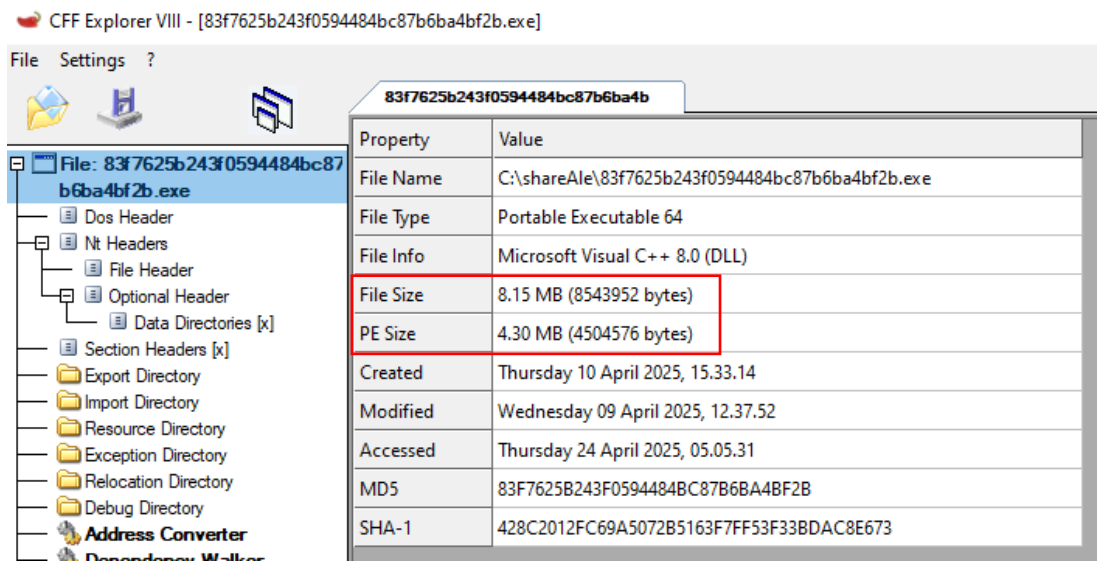 CFF Explorer VIII - [83f7625b243f0594484bc87b6ba4bf2b.exe]
File Settings ?
83f7625b243f0594484bc87b6ba4b
File: 83f7625b243f0594484bc87
b6ba4bf2b.exe
Dos Header
Nt Headers
File Header
Optional Header
Data Directories [x]
Section Headers [x]
Export Directory
Import Directory
Resource Directory
Exception Directory
Relocation Directory
Debug Directory
Address Converter
Dependency Walker
Property Value
File Name C:\shareAle\83f7625b243f0594484bc87b6ba4bf2b.exe
File Type Portable Executable 64
File Info Microsoft Visual C++ 8.0 (DLL)
File Size 8.15 MB (8543952 bytes)
PE Size 4.30 MB (4504576 bytes)
Created Thursday 10 April 2025, 15.33.14
Modified Wednesday 09 April 2025, 12.37.52
Accessed Thursday 24 April 2025, 05.05.31
MD5 83F7625B243F0594484BC87B6BA4BF2B
SHA-1 428C2012FC69A5072B5163F7FF53F33BDAC8E673